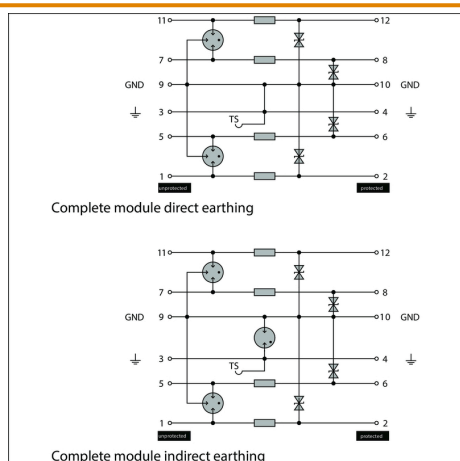 11 12
7 8
GND 9 10 GND
3 4
TS
5 6
1 2
unprotected protected
Complete module direct earthing
11 12
7 8
GND 9 10 GND
3 4
TS
5 6
1 2
unprotected protected
Complete module indirect earthing